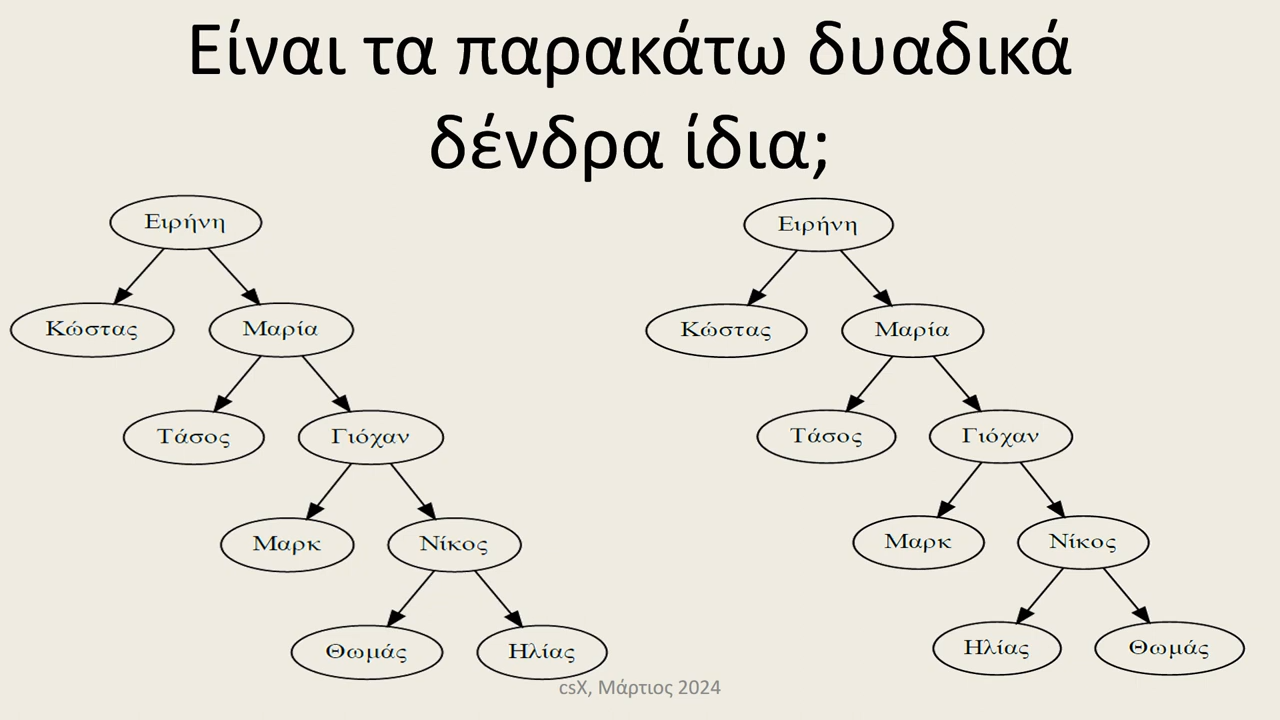 Είναι τα παρακάτω δυαδικά
δένδρα ίδια;
Ειρήνη
Ειρήνη
Κώστας
Μαρία
Κώστας
Μαρία
Τάσος
Γιόχαν
Τάσος
Γιόχαν
Μαρκ
Νίκος
Μαρκ
Νίκος
Θωμάς
Ηλίας
Ηλίας
Θωμάς
csX, Μάρτιος 2024